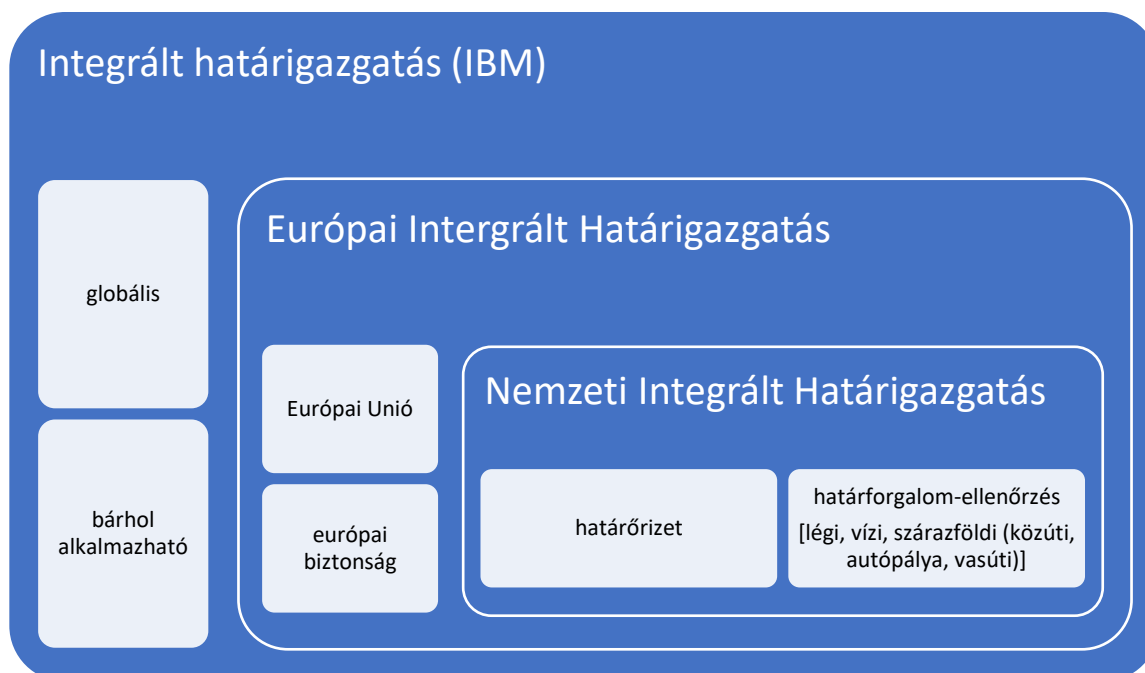 Integrált határigazgatás (IBM)
globális
bárhol
alkalmazható
Európai Intergrált Határigazgatás
Európai Unió
európai
biztonság
Nemzeti Integrált Határigazgatás
határőrizet
határforgalom-ellenőrzés
[légi, vízi, szárazföldi (közúti,
autópálya, vasúti)]